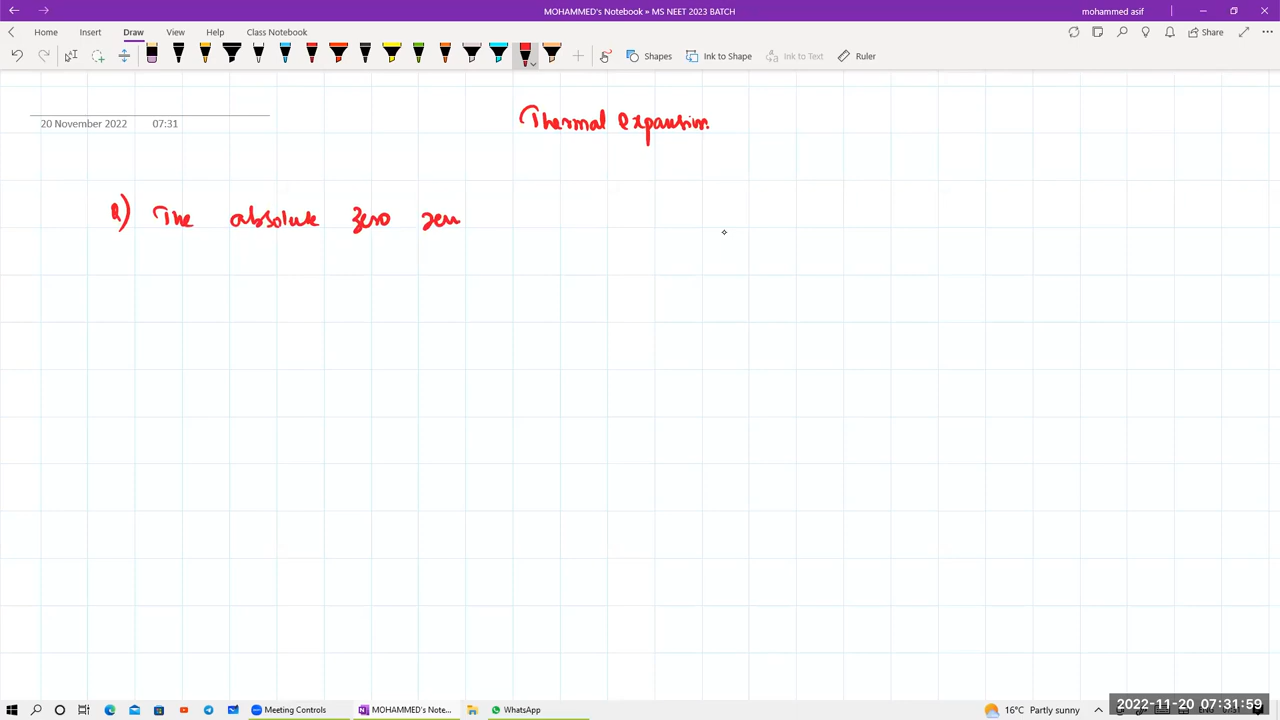 MOHAMMED's Notebook » MS NEET 2023 BATCH
mohammed asif
Home Insert Draw View Help Class Notebook
Share
Shapes Ink to Shape Ink to Text Ruler
Thermal expansion.
20 November 2022 07:31
Q) The absolute zero
Meeting Controls MOHAMMED's Note... WhatsApp
16°C Partly sunny
2022-11-20 07:31:59